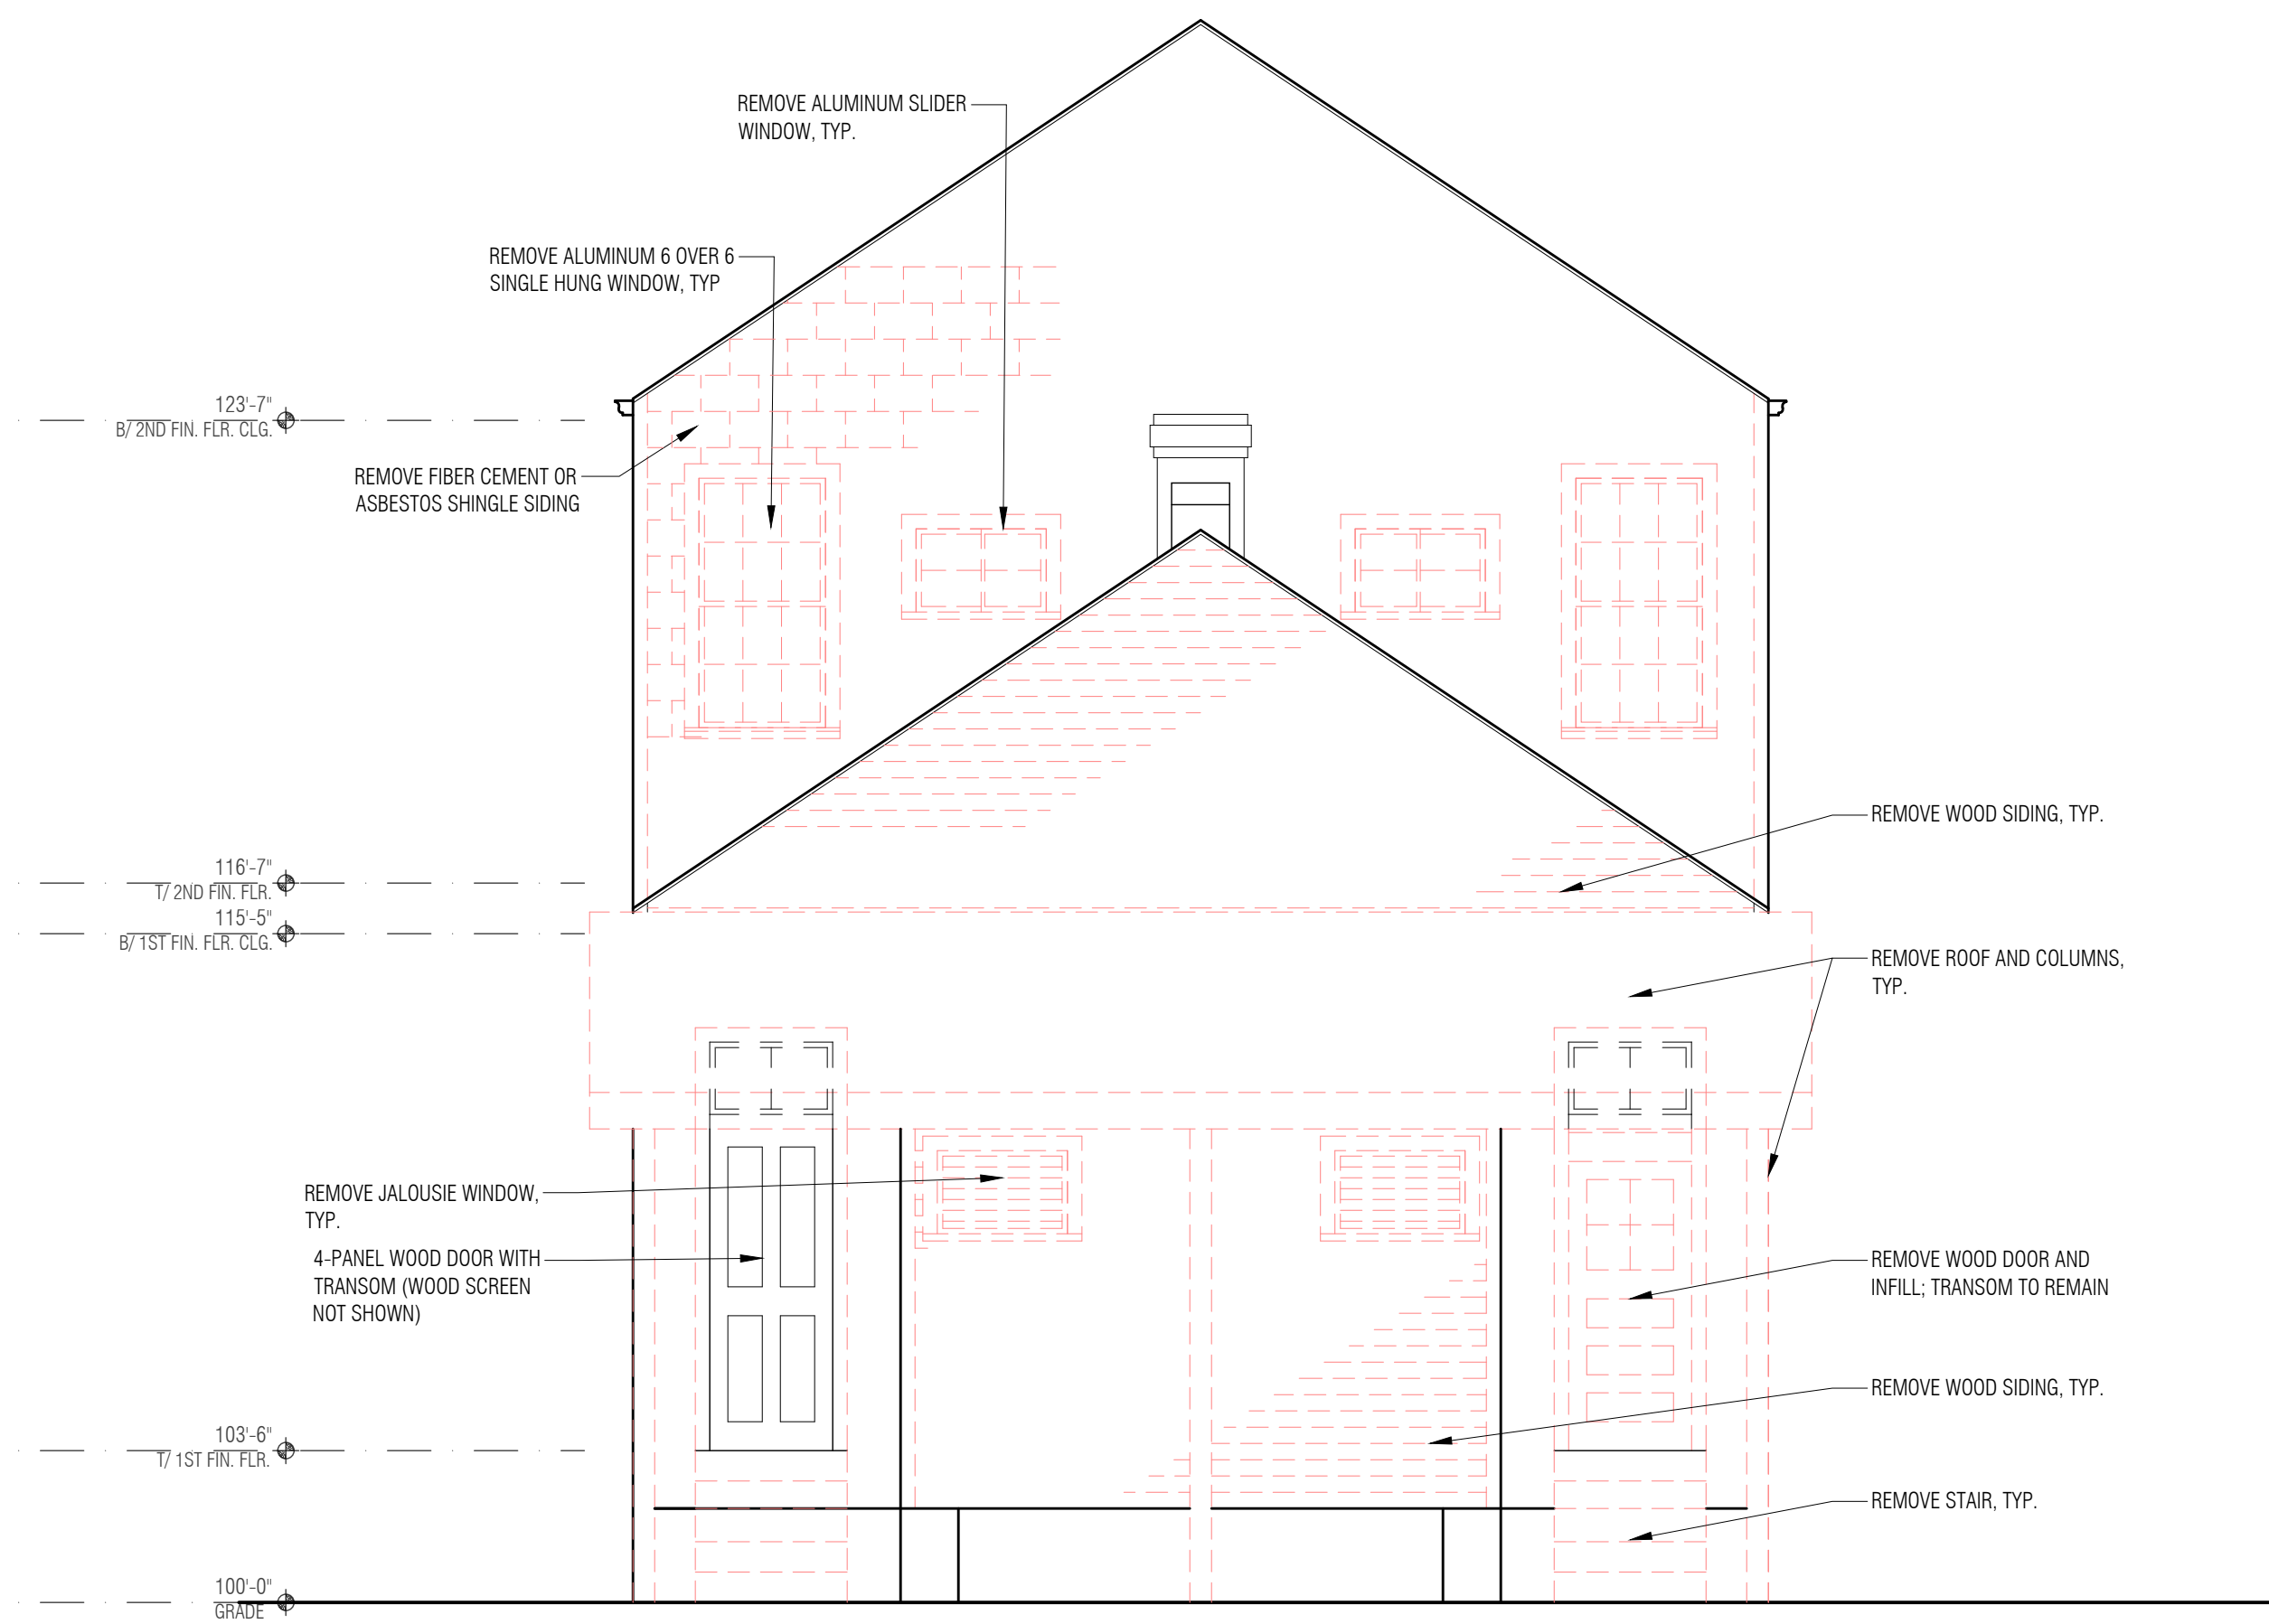 REMOVE ALUMINUM SLIDER
WINDOW, TYP.
REMOVE ALUMINUM 6 OVER 6
SINGLE HUNG WINDOW, TYP
123'-7"
B/ 2ND FIN. FLR. CLG.
REMOVE FIBER CEMENT OR
ASBESTOS SHINGLE SIDING
REMOVE WOOD SIDING, TYP.
116'-7"
T/ 2ND FIN. FLR.
115'-5"
B/ 1ST FIN. FLR. CLG.
REMOVE ROOF AND COLUMNS,
TYP.
REMOVE JALOUSIE WINDOW,
TYP.
4-PANEL WOOD DOOR WITH
TRANSOM (WOOD SCREEN
NOT SHOWN)
REMOVE WOOD DOOR AND
INFILL; TRANSOM TO REMAIN
REMOVE WOOD SIDING, TYP.
103'-6"
T/ 1ST FIN. FLR.
REMOVE STAIR, TYP.
100'-0"
GRADE